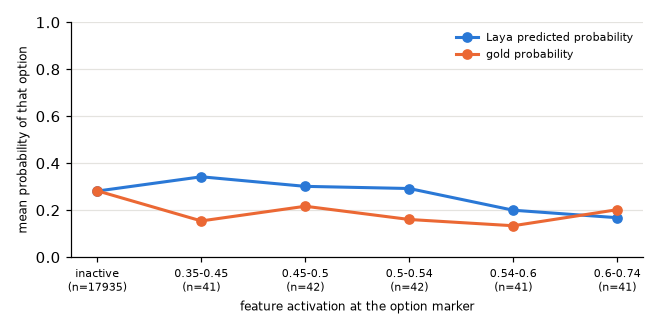 1.0
0.8
0.6
0.4
0.2
0.0
mean probability of that option
Laya predicted probability
gold probability
inactive
(n=17935)
0.35-0.45
(n=41)
0.45-0.5
(n=42)
0.5-0.54
(n=42)
0.54-0.6
(n=41)
0.6-0.74
(n=41)
feature activation at the option marker